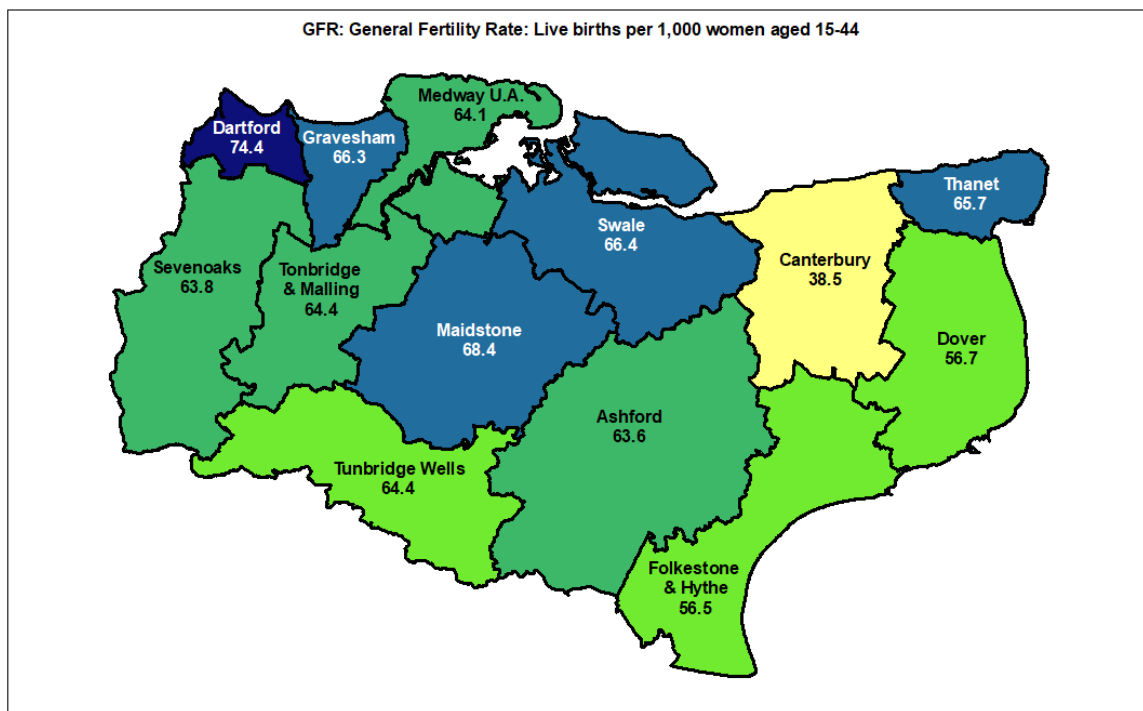 GFR: General Fertility Rate: Live births per 1,000 women aged 15-44
Medway U.A.
64.1
Dartford
74.4
Gravesham
66.3
Thanet
65.7
Swale
66.4
Canterbury
38.5
Sevenoaks
63.8
Tonbridge
& Malling
64.4
Maidstone
68.4
Dover
56.7
Ashford
63.6
Tunbridge Wells
64.4
Folkestone
& Hythe
56.5